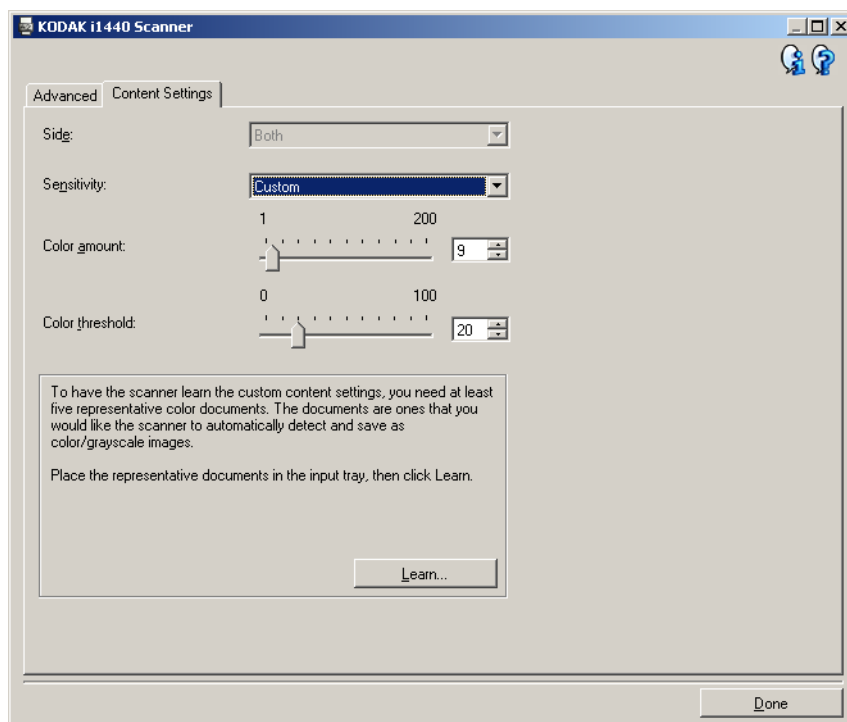 KODAK i1440 Scanner
Advanced
Content Settings
Side:
Both
Sensitivity:
Custom
1
200
Color amount:
9
0
100
Color threshold:
20
To have the scanner learn the custom content settings, you need at least
five representative color documents. The documents are ones that you
would like the scanner to automatically detect and save as
color/grayscale images.
Place the representative documents in the input tray, then click Learn.
Learn...
Done